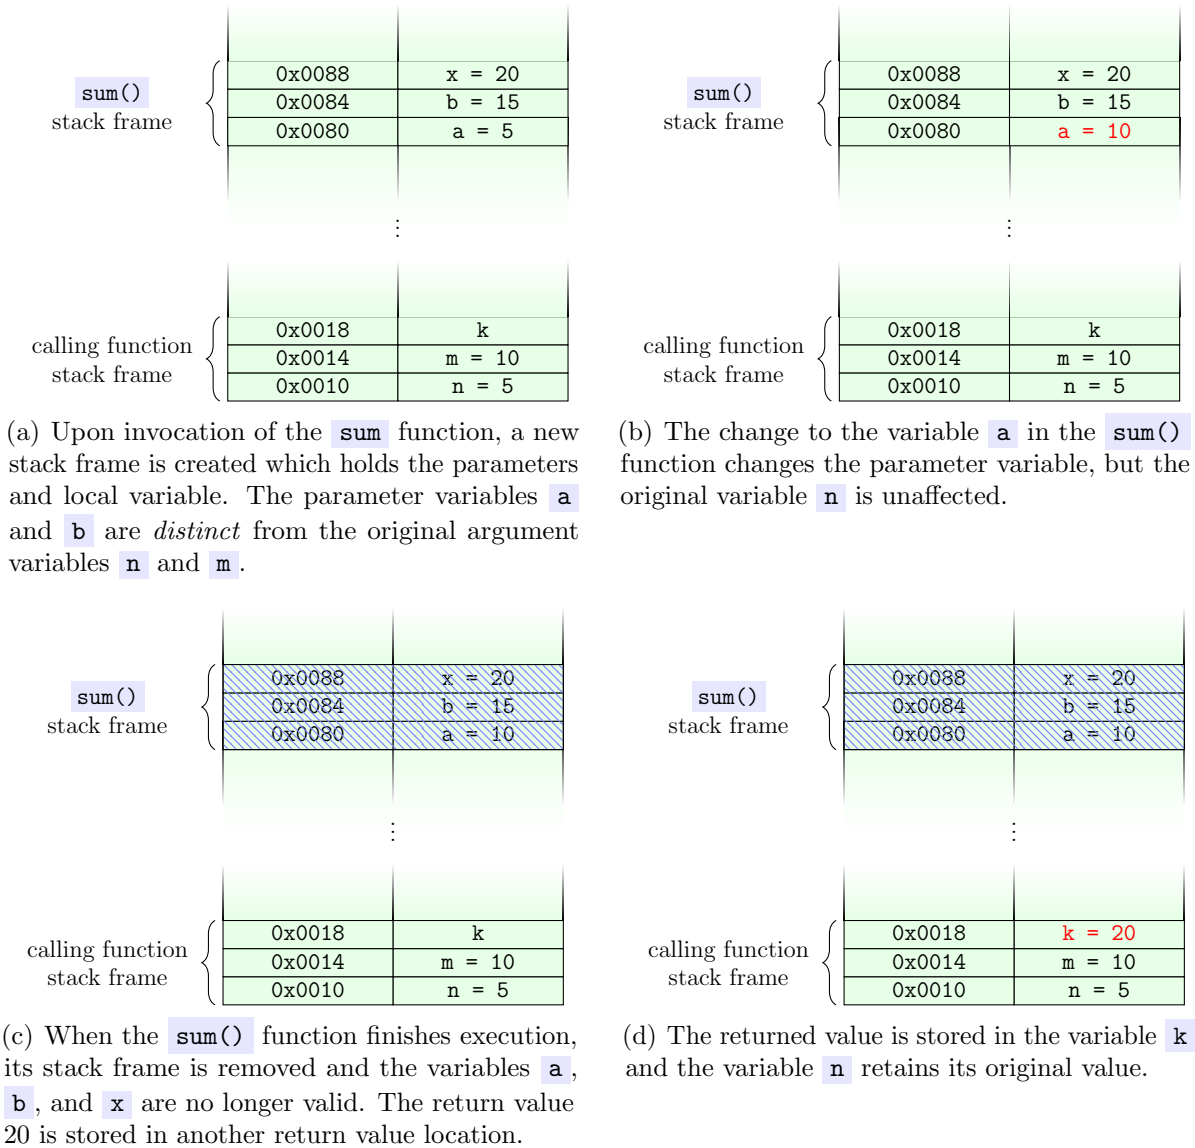 0x0088 x = 20
sum() 0x0084 b = 15
stack frame 0x0080 a = 5
⋮
0x0018 k
calling function 0x0014 m = 10
stack frame 0x0010 n = 5
(a) Upon invocation of the sum function, a new
stack frame is created which holds the parameters
and local variable. The parameter variables a
and b are distinct from the original argument
variables n and m.
0x0088 x = 20
sum() 0x0084 b = 15
stack frame 0x0080 a = 10
⋮
0x0018 k
calling function 0x0014 m = 10
stack frame 0x0010 n = 5
(b) The change to the variable a in the sum()
function changes the parameter variable, but the
original variable n is unaffected.
0x0088 x = 20
sum() 0x0084 b = 15
stack frame 0x0080 a = 10
⋮
0x0018 k
calling function 0x0014 m = 10
stack frame 0x0010 n = 5
(c) When the sum() function finishes execution,
its stack frame is removed and the variables a,
b, and x are no longer valid. The return value
20 is stored in another return value location.
0x0088 x = 20
sum() 0x0084 b = 15
stack frame 0x0080 a = 10
⋮
0x0018 k = 20
calling function 0x0014 m = 10
stack frame 0x0010 n = 5
(d) The returned value is stored in the variable k
and the variable n retains its original value.